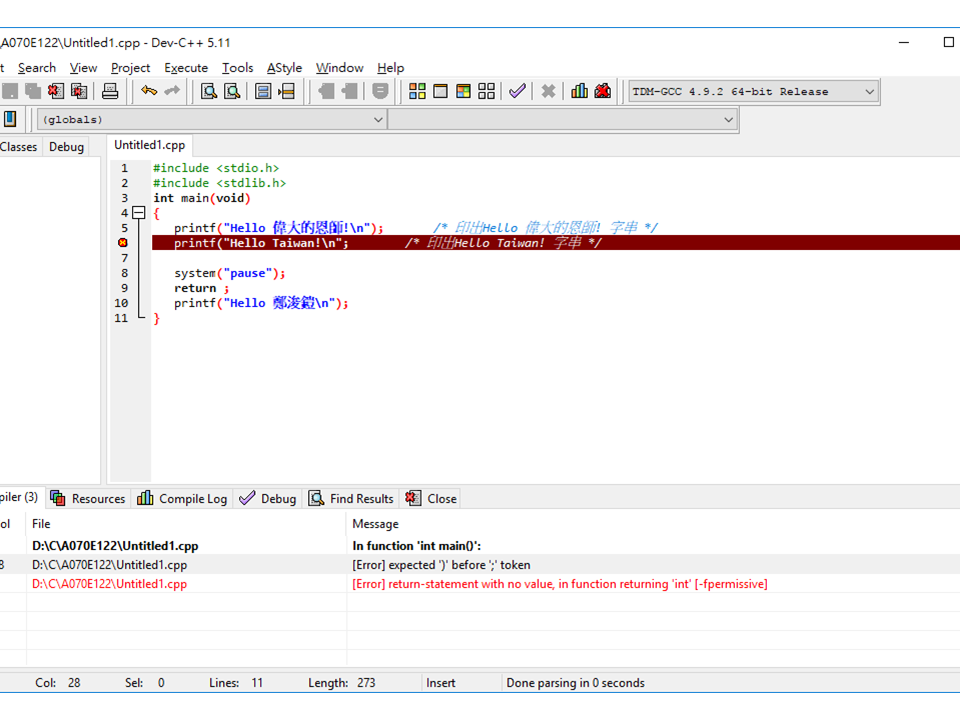 \A070E122\Untitled1.cpp - Dev-C++ 5.11
t Search View Project Execute Tools AStyle Window Help
TDM-GCC 4.9.2 64-bit Release
(globals)
Classes Debug Untitled1.cpp
1 #include <stdio.h>
2 #include <stdlib.h>
3 int main(void)
4 {
5 printf("Hello 偉大的恩師!\n"); /* 印出Hello 偉大的恩師! 字串 */
printf("Hello Taiwan!\n"; /* 印出Hello Taiwan! 字串 */
7
8 system("pause");
9 return ;
10 printf("Hello 鄭浚鎧\n");
11 }
piler (3) Resources Compile Log Debug Find Results Close
ol File Message
D:\C\A070E122\Untitled1.cpp In function 'int main()':
8 D:\C\A070E122\Untitled1.cpp [Error] expected ')' before ';' token
D:\C\A070E122\Untitled1.cpp [Error] return-statement with no value, in function returning 'int' [-fpermissive]
Col: 28 Sel: 0 Lines: 11 Length: 273 Insert Done parsing in 0 seconds